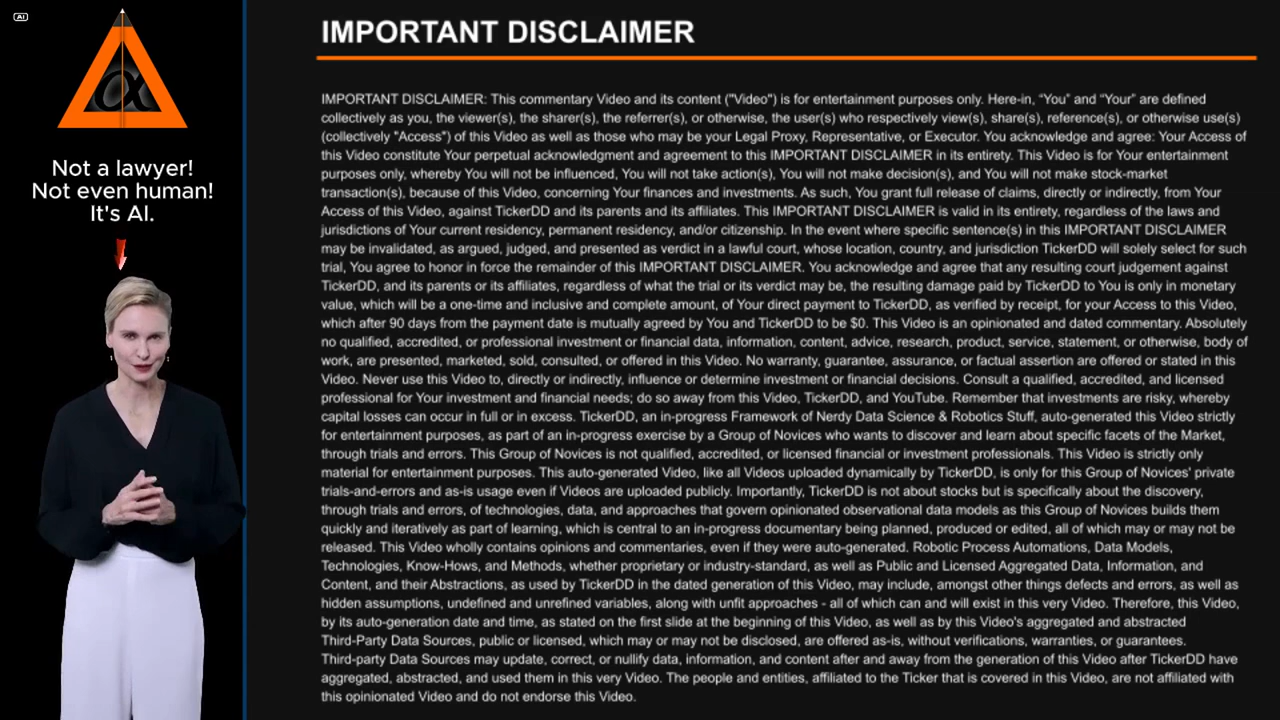 AI
Not a lawyer!
Not even human!
It's AI.
IMPORTANT DISCLAIMER
IMPORTANT DISCLAIMER: This commentary Video and its content ("Video") is for entertainment purposes only. Here-in, “You” and “Your” are defined
collectively as you, the viewer(s), the sharer(s), the referrer(s), or otherwise, the user(s) who respectively view(s), share(s), reference(s), or otherwise use(s)
(collectively "Access") of this Video as well as those who may be your Legal Proxy, Representative, or Executor. You acknowledge and agree: Your Access of
this Video constitute Your perpetual acknowledgment and agreement to this IMPORTANT DISCLAIMER in its entirety. This Video is for Your entertainment
purposes only, whereby You will not be influenced, You will not take action(s), You will not make decision(s), and You will not make stock-market
transaction(s), because of this Video, concerning Your finances and investments. As such, You grant full release of claims, directly or indirectly, from Your
Access of this Video, against TickerDD and its parents and its affiliates. This IMPORTANT DISCLAIMER is valid in its entirety, regardless of the laws and
jurisdictions of Your current residency, permanent residency, and/or citizenship. In the event where specific sentence(s) in this IMPORTANT DISCLAIMER
may be invalidated, as argued, judged, and presented as verdict in a lawful court, whose location, country, and jurisdiction TickerDD will solely select for such
trial, You agree to honor in force the remainder of this IMPORTANT DISCLAIMER. You acknowledge and agree that any resulting court judgement against
TickerDD, and its parents or its affiliates, regardless of what the trial or its verdict may be, the resulting damage paid by TickerDD to You is only in monetary
value, which will be a one-time and inclusive and complete amount, of Your direct payment to TickerDD, as verified by receipt, for your Access to this Video,
which after 90 days from the payment date is mutually agreed by You and TickerDD to be $0. This Video is an opinionated and dated commentary. Absolutely
no qualified, accredited, or professional investment or financial data, information, content, advice, research, product, service, statement, or otherwise, body of
work, are presented, marketed, sold, consulted, or offered in this Video. No warranty, guarantee, assurance, or factual assertion are offered or stated in this
Video. Never use this Video to, directly or indirectly, influence or determine investment or financial decisions. Consult a qualified, accredited, and licensed
professional for Your investment and financial needs; do so away from this Video, TickerDD, and YouTube. Remember that investments are risky, whereby
capital losses can occur in full or in excess. TickerDD, an in-progress Framework of Nerdy Data Science & Robotics Stuff, auto-generated this Video strictly
for entertainment purposes, as part of an in-progress exercise by a Group of Novices who wants to discover and learn about specific facets of the Market,
through trials and errors. This Group of Novices is not qualified, accredited, or licensed financial or investment professionals. This Video is strictly only
material for entertainment purposes. This auto-generated Video, like all Videos uploaded dynamically by TickerDD, is only for this Group of Novices' private
trials-and-errors and as-is usage even if Videos are uploaded publicly. Importantly, TickerDD is not about stocks but is specifically about the discovery,
through trials and errors, of technologies, data, and approaches that govern opinionated observational data models as this Group of Novices builds them
quickly and iteratively as part of learning, which is central to an in-progress documentary being planned, produced or edited, all of which may or may not be
released. This Video wholly contains opinions and commentaries, even if they were auto-generated. Robotic Process Automations, Data Models,
Technologies, Know-Hows, and Methods, whether proprietary or industry-standard, as well as Public and Licensed Aggregated Data, Information, and
Content, and their Abstractions, as used by TickerDD in the dated generation of this Video, may include, amongst other things defects and errors, as well as
hidden assumptions, undefined and unrefined variables, along with unfit approaches - all of which can and will exist in this very Video. Therefore, this Video,
by its auto-generation date and time, as stated on the first slide at the beginning of this Video, as well as by this Video's aggregated and abstracted
Third-Party Data Sources, public or licensed, which may or may not be disclosed, are offered as-is, without verifications, warranties, or guarantees.
Third-party Data Sources may update, correct, or nullify data, information, and content after and away from the generation of this Video after TickerDD have
aggregated, abstracted, and used them in this very Video. The people and entities, affiliated to the Ticker that is covered in this Video, are not affiliated with
this opinionated Video and do not endorse this Video.